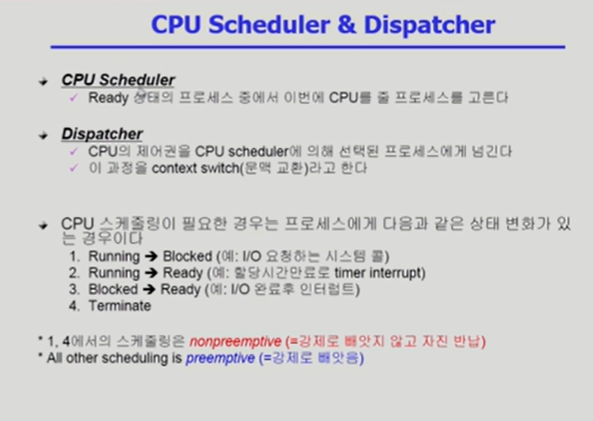 CPU Scheduler & Dispatcher
CPU Scheduler
Ready 상태의 프로세스 중에서 이번에 CPU를 줄 프로세스를 고른다
Dispatcher
CPU의 제어권을 CPU scheduler에 의해 선택된 프로세스에게 넘긴다
이 과정을 context switch(문맥 교환)라고 한다
CPU 스케줄링이 필요한 경우는 프로세스에게 다음과 같은 상태 변화가 있
는 경우이다
1. Running ➔ Blocked (예: I/O 요청하는 시스템 콜)
2. Running ➔ Ready (예: 할당시간만료로 timer interrupt)
3. Blocked ➔ Ready (예: I/O 완료후 인터럽트)
4. Terminate
* 1, 4에서의 스케줄링은 nonpreemptive (=강제로 빼앗지 않고 자진 반납)
* All other scheduling is preemptive (=강제로 빼앗음)